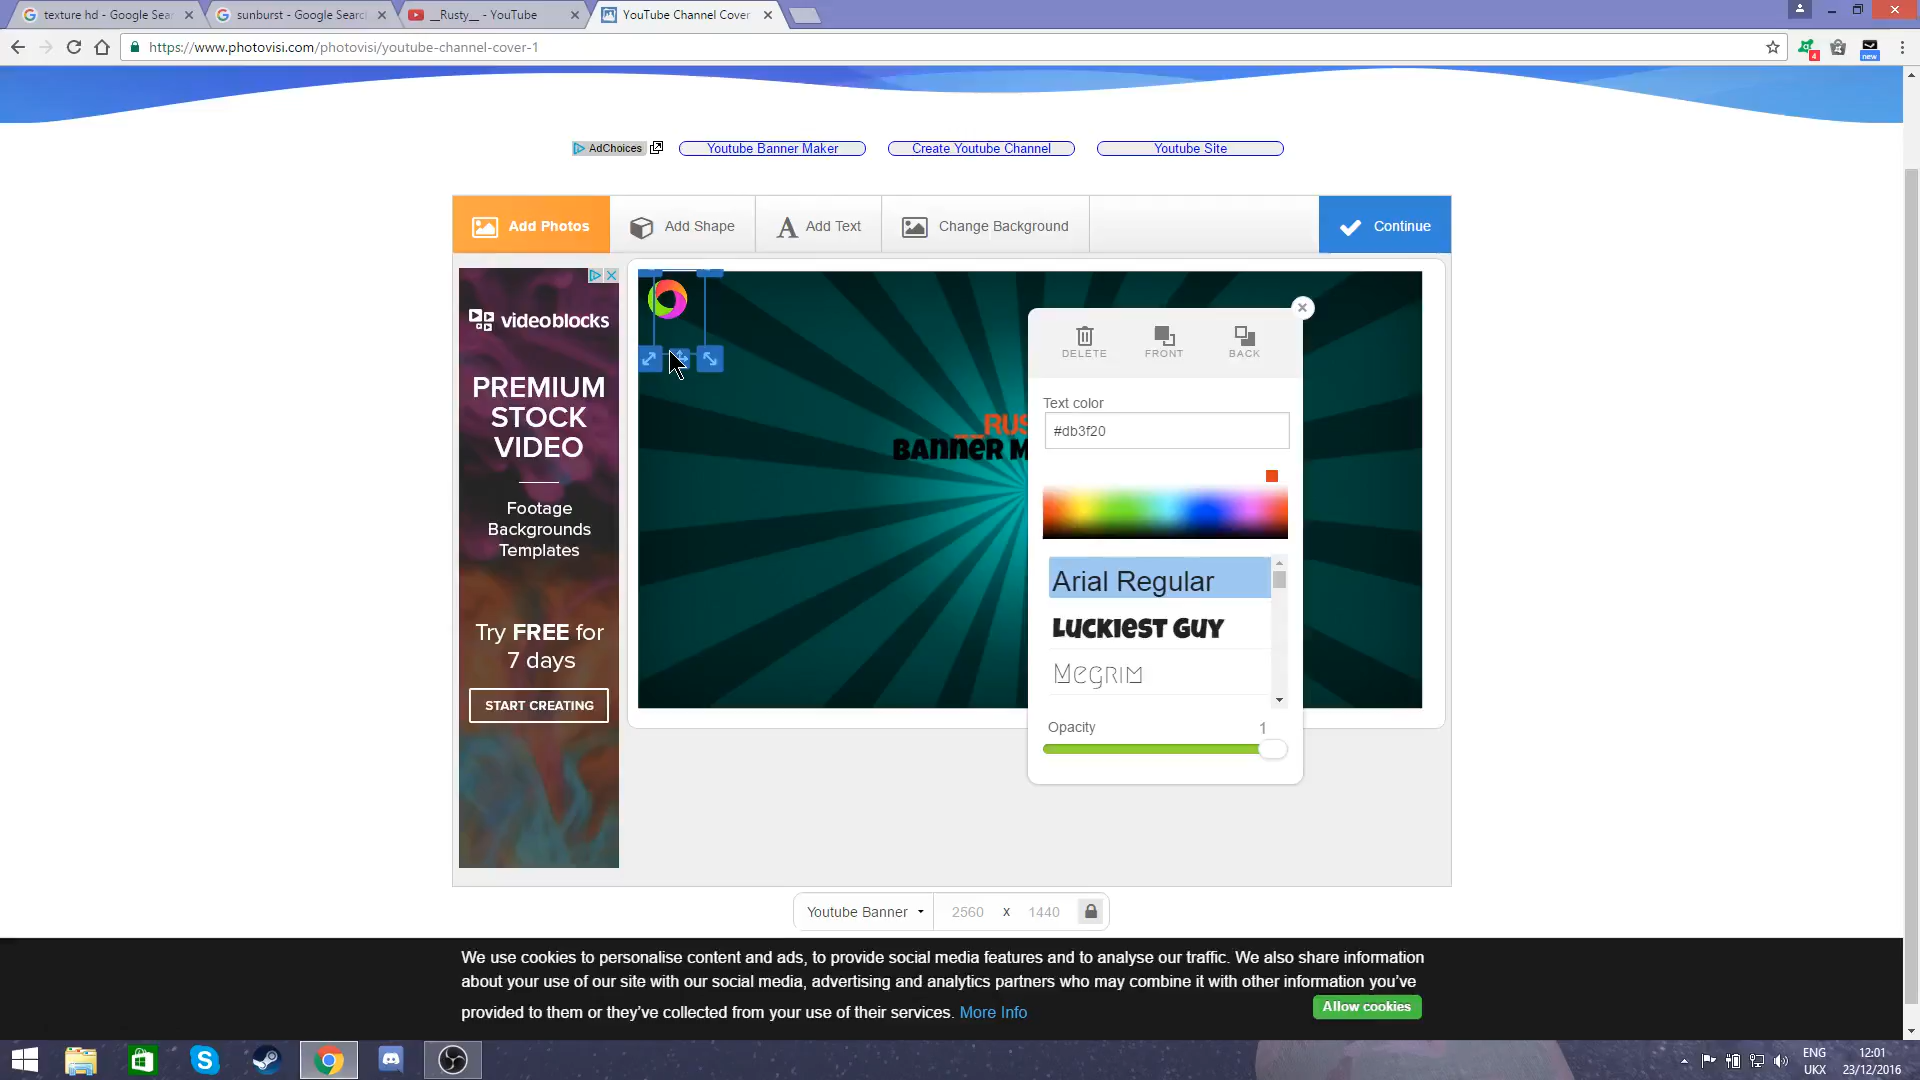 texture hd - Google Sear
sunburst - Google Search
__Rusty__ - YouTube
YouTube Channel Cover
https://www.photovisi.com/photovisi/youtube-channel-cover-1
4
new
AdChoices
Youtube Banner Maker
Create Youtube Channel
Youtube Site
Add Photos
Add Shape
A Add Text
Change Background
Continue
videoblocks
PREMIUM
STOCK
VIDEO
Footage
Backgrounds
Templates
Try FREE for
7 days
START CREATING
__RUS
BANNER M
DELETE
FRONT
BACK
Text color
#db3f20
Arial Regular
Luckiest Guy
Megrim
Opacity
1
Youtube Banner
2560 x 1440
We use cookies to personalise content and ads, to provide social media features and to analyse our traffic. We also share information
about your use of our site with our social media, advertising and analytics partners who may combine it with other information you've
provided to them or they've collected from your use of their services. More Info
Allow cookies
ENG
UKX
12:01
23/12/2016